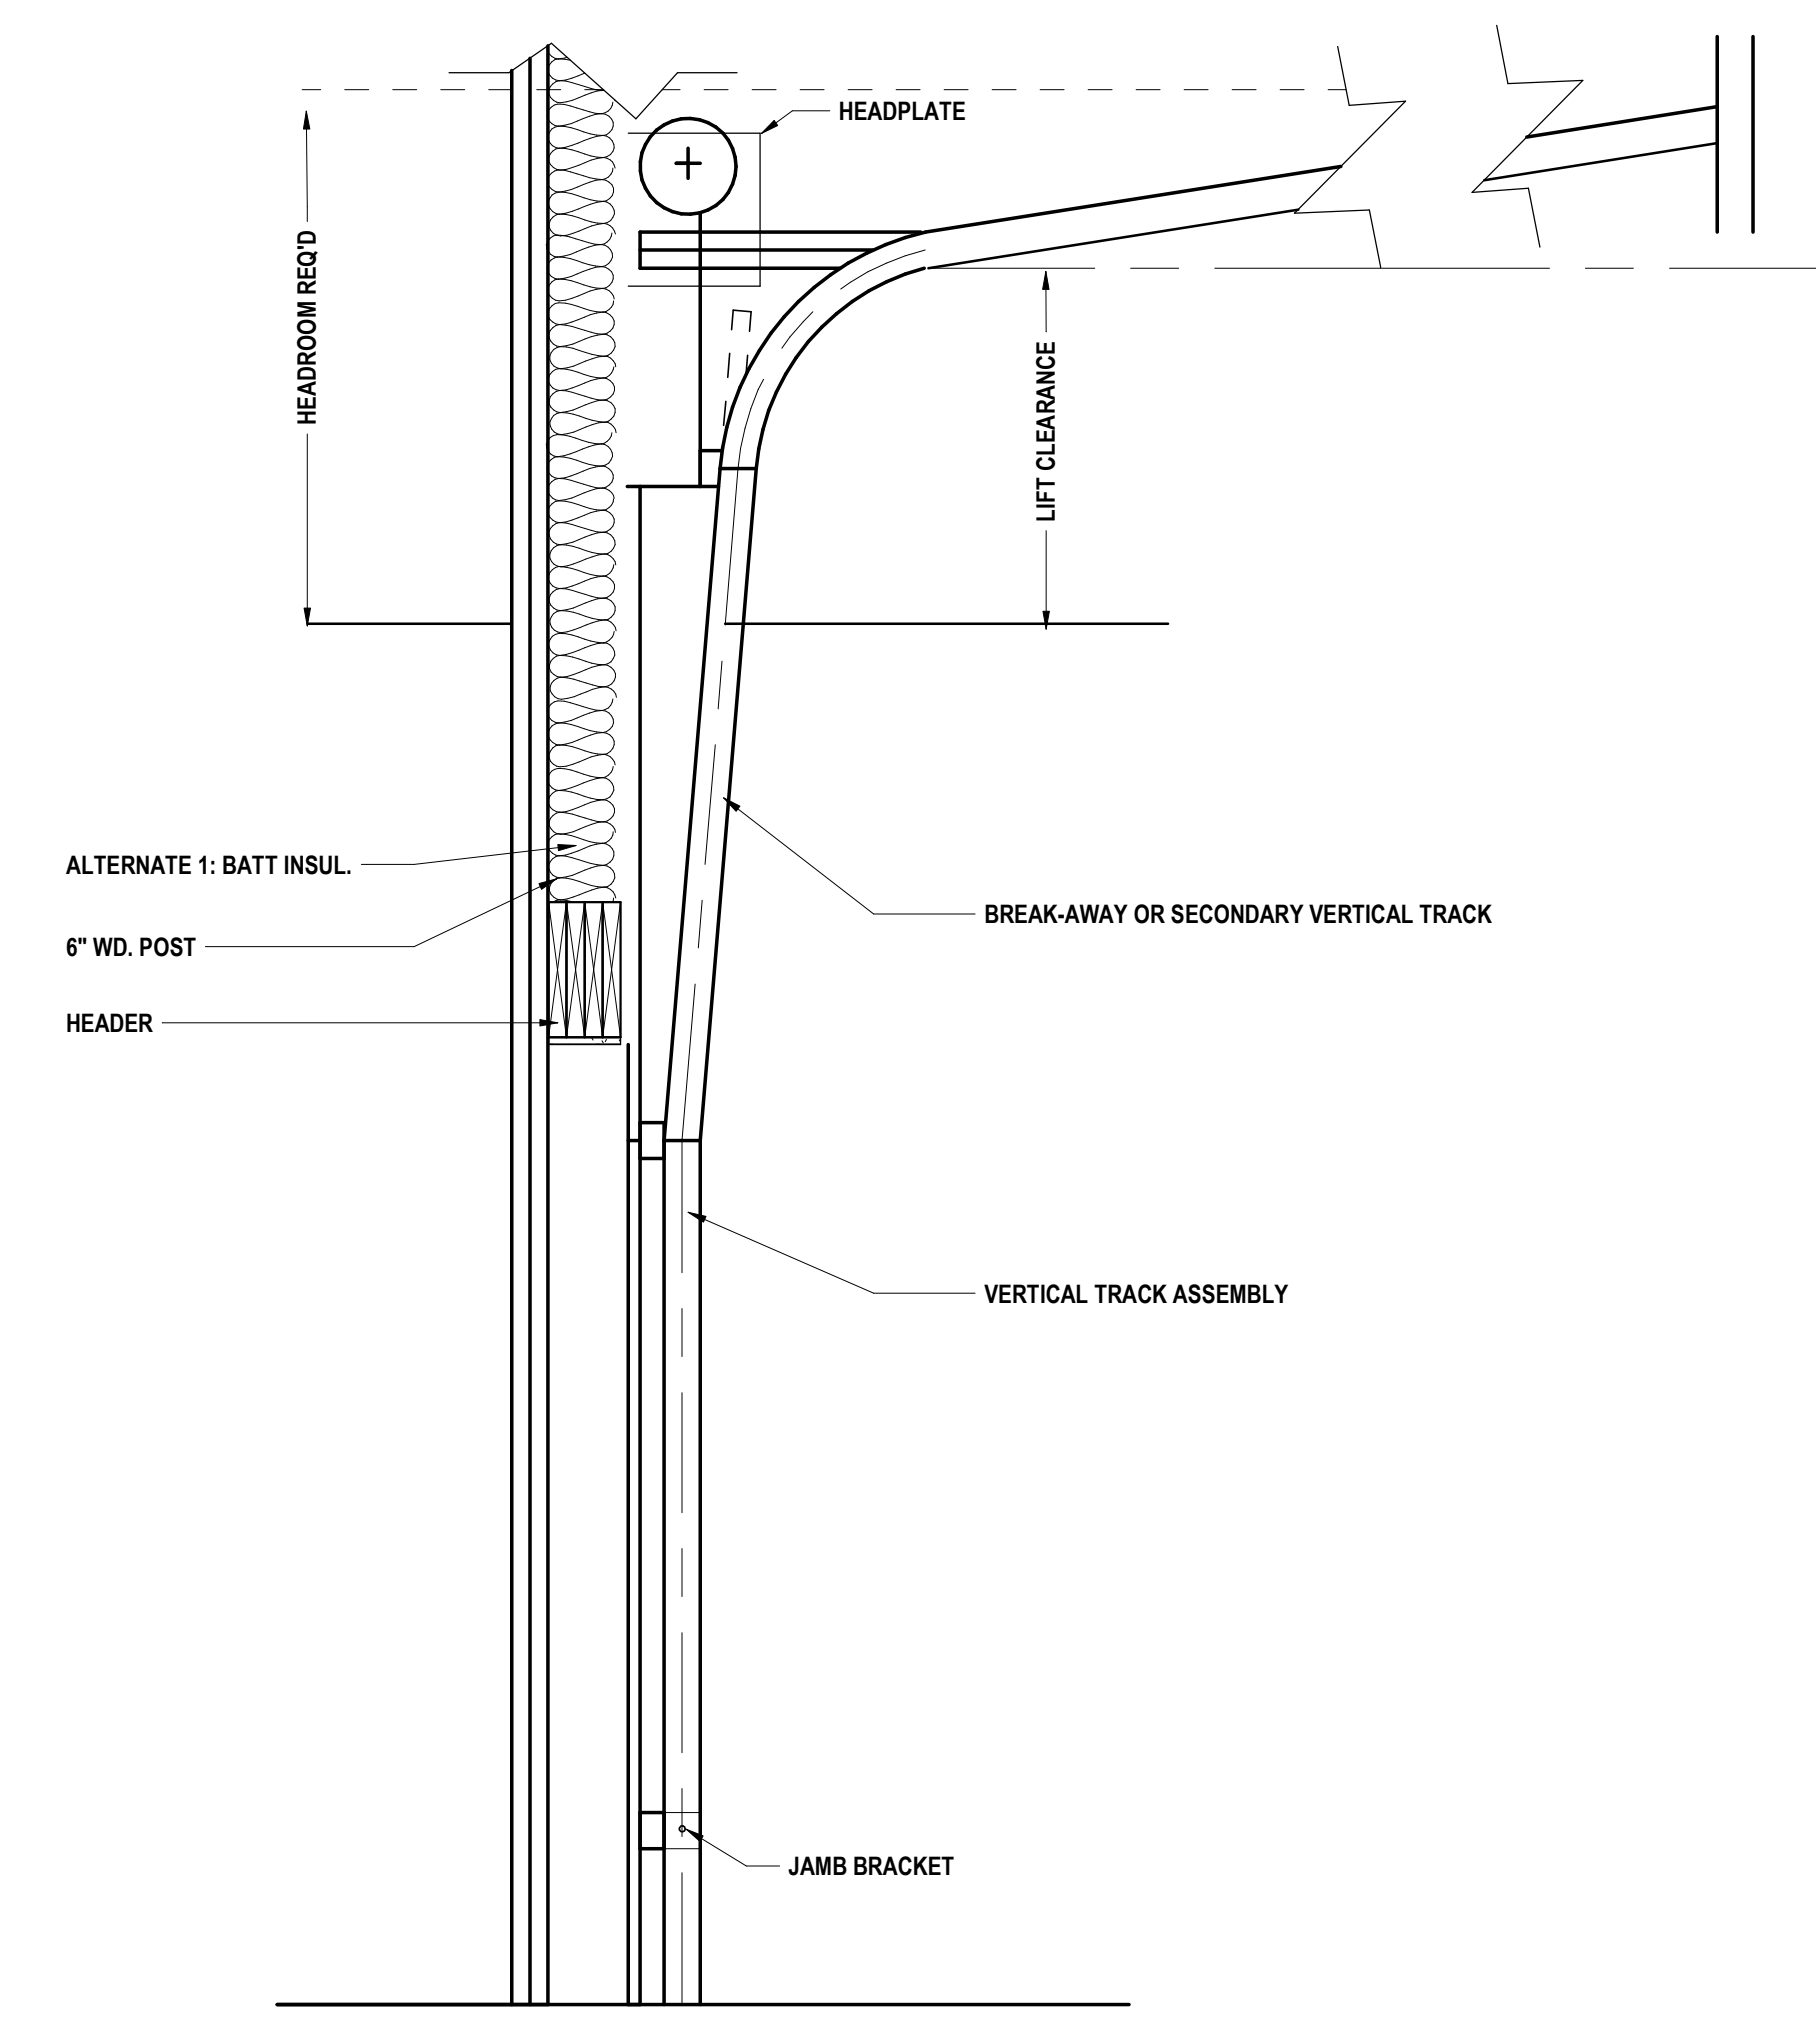 HEADPLATE
HEADROOM REQ'D
LIFT CLEARANCE
ALTERNATE 1: BATT INSUL.
BREAK-AWAY OR SECONDARY VERTICAL TRACK
6" WD. POST
HEADER
VERTICAL TRACK ASSEMBLY
JAMB BRACKET